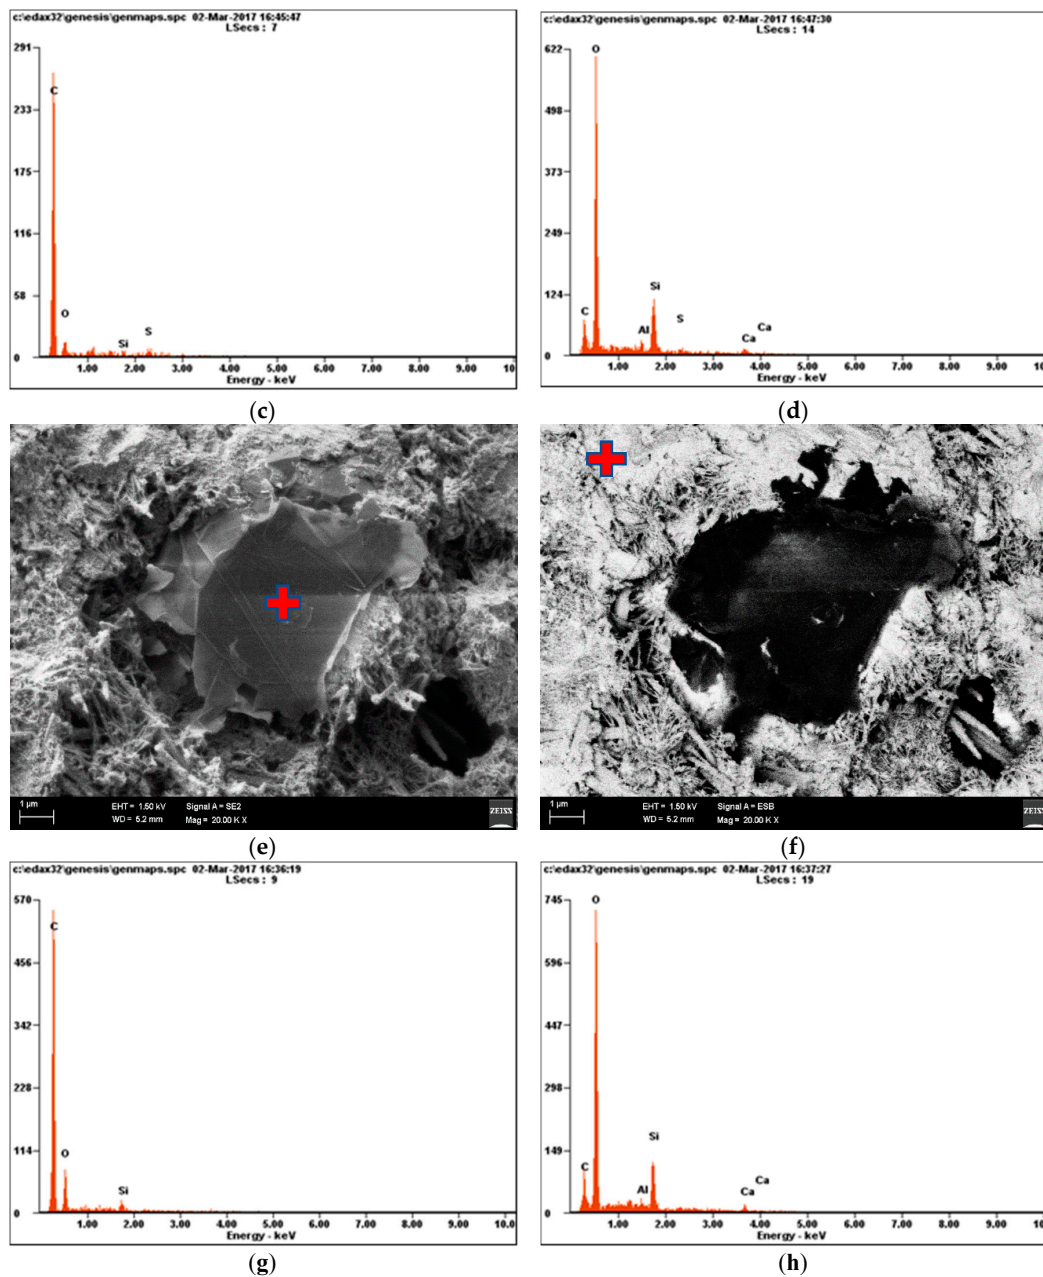 c:\edax32\genesis\genmaps.spc 02-Mar-2017 16:45:47
LSecs : 7
291
C
233
175
116
58
O
Si
S
0
1.00 2.00 3.00 4.00 5.00 6.00 7.00 8.00 9.00 10.0
Energy - keV
(c)
c:\edax32\genesis\genmaps.spc 02-Mar-2017 16:47:30
LSecs : 14
622
O
498
373
249
124
C
Al
Si
S
Ca
Ca
0
1.00 2.00 3.00 4.00 5.00 6.00 7.00 8.00 9.00 10
Energy - keV
(d)
1 µm
EHT = 1.50 kV Signal A = SE2
WD = 5.2 mm Mag = 20.00 K X
ZEISS
(e)
1 µm
EHT = 1.50 kV Signal A = ESB
WD = 5.2 mm Mag = 20.00 K X
ZEISS
(f)
c:\edax32\genesis\genmaps.spc 02-Mar-2017 16:36:19
LSecs : 9
570
C
456
342
228
114
O
Si
0
1.00 2.00 3.00 4.00 5.00 6.00 7.00 8.00 9.00 10.0
Energy - keV
(g)
c:\edax32\genesis\genmaps.spc 02-Mar-2017 16:37:27
LSecs : 19
745
O
596
447
298
149
C
Al
Si
Ca
Ca
0
1.00 2.00 3.00 4.00 5.00 6.00 7.00 8.00 9.00 10
Energy - keV
(h)